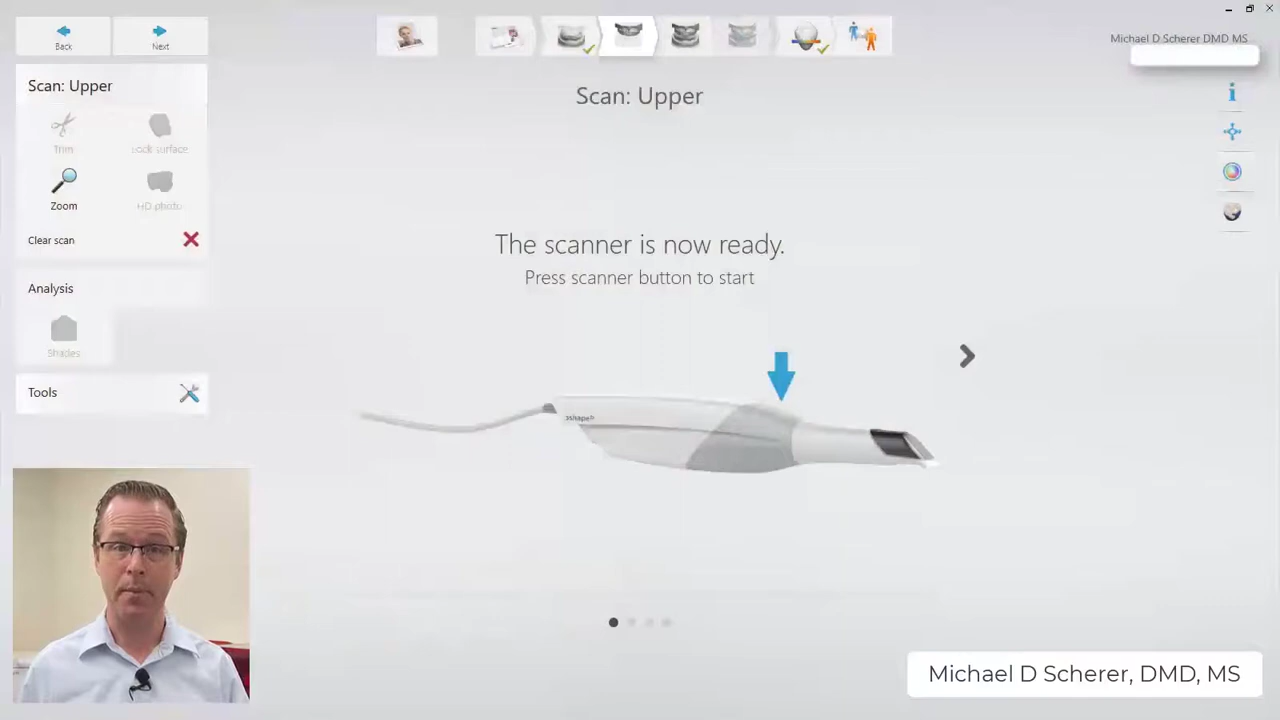 Back
Next
Michael D Scherer DMD MS
Scan: Upper
Scan: Upper
Trim
Lock surface
Zoom
HD photo
Clear scan
Analysis
Shades
Tools
The scanner is now ready.
Press scanner button to start
3shape
Michael D Scherer, DMD, MS